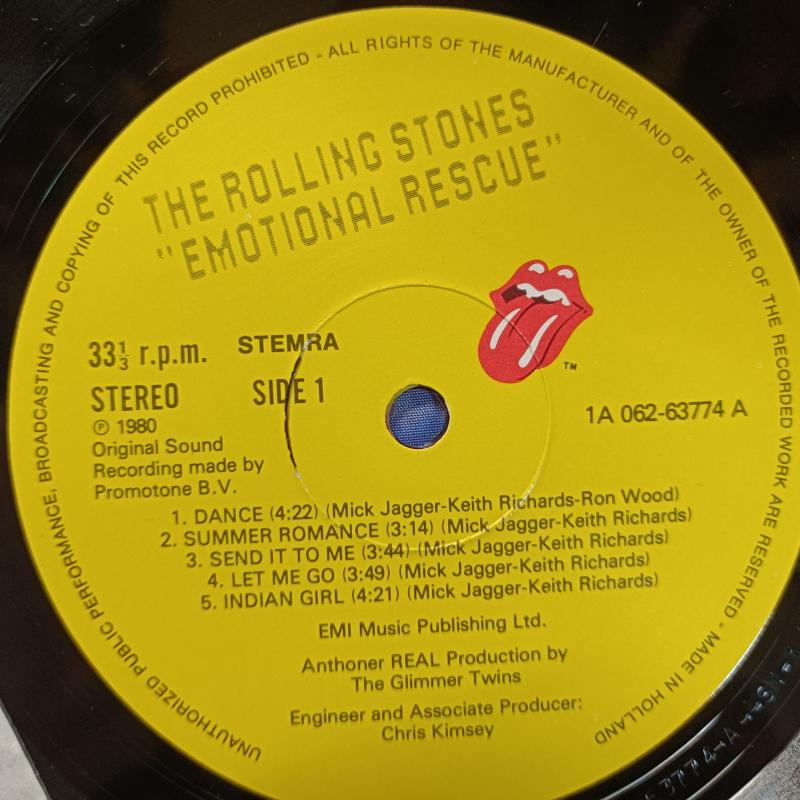 UNAUTHORIZED PUBLIC PERFORMANCE, BROADCASTING AND COPYING OF THIS RECORD PROHIBITED - ALL RIGHTS OF THE MANUFACTURER AND OF THE OWNER OF THE RECORDED WORK ARE RESERVED - MADE IN HOLLAND
THE ROLLING STONES
"EMOTIONAL RESCUE"
TM
33⅓ r.p.m. STEMRA
STEREO SIDE 1
℗ 1980
Original Sound
Recording made by
Promotone B.V.
1A 062-63774 A
1. DANCE (4:22) (Mick Jagger-Keith Richards-Ron Wood)
2. SUMMER ROMANCE (3:14) (Mick Jagger-Keith Richards)
3. SEND IT TO ME (3:44) (Mick Jagger-Keith Richards)
4. LET ME GO (3:49) (Mick Jagger-Keith Richards)
5. INDIAN GIRL (4:21) (Mick Jagger-Keith Richards)
EMI Music Publishing Ltd.
Anthoner REAL Production by
The Glimmer Twins
Engineer and Associate Producer:
Chris Kimsey